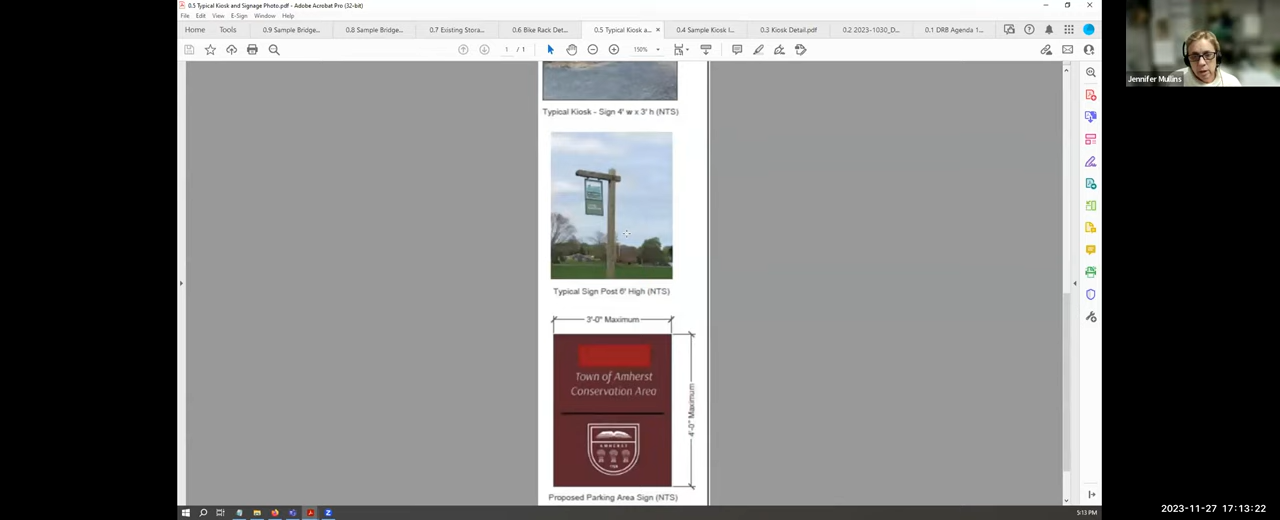 0.5 Typical Kiosk and Signage Photo.pdf - Adobe Acrobat Pro (32-bit)
File Edit View E-Sign Window Help
Home Tools 0.9 Sample Bridge... 0.8 Sample Bridge... 0.7 Existing Stora... 0.6 Bike Rack Det... 0.5 Typical Kiosk a... × 0.4 Sample Kiosk I... 0.3 Kiosk Detail.pdf 0.2 2023-1030_D... 0.1 DRB Agenda 1...
1 / 1 150%
Jennifer Mullins
Typical Kiosk - Sign 4' w x 3' h (NTS)
Typical Sign Post 6' High (NTS)
3'-0" Maximum
Town of Amherst
Conservation Area
4'-0" Maximum
AMHERST
Proposed Parking Area Sign (NTS)
5:13 PM
2023-11-27 17:13:22